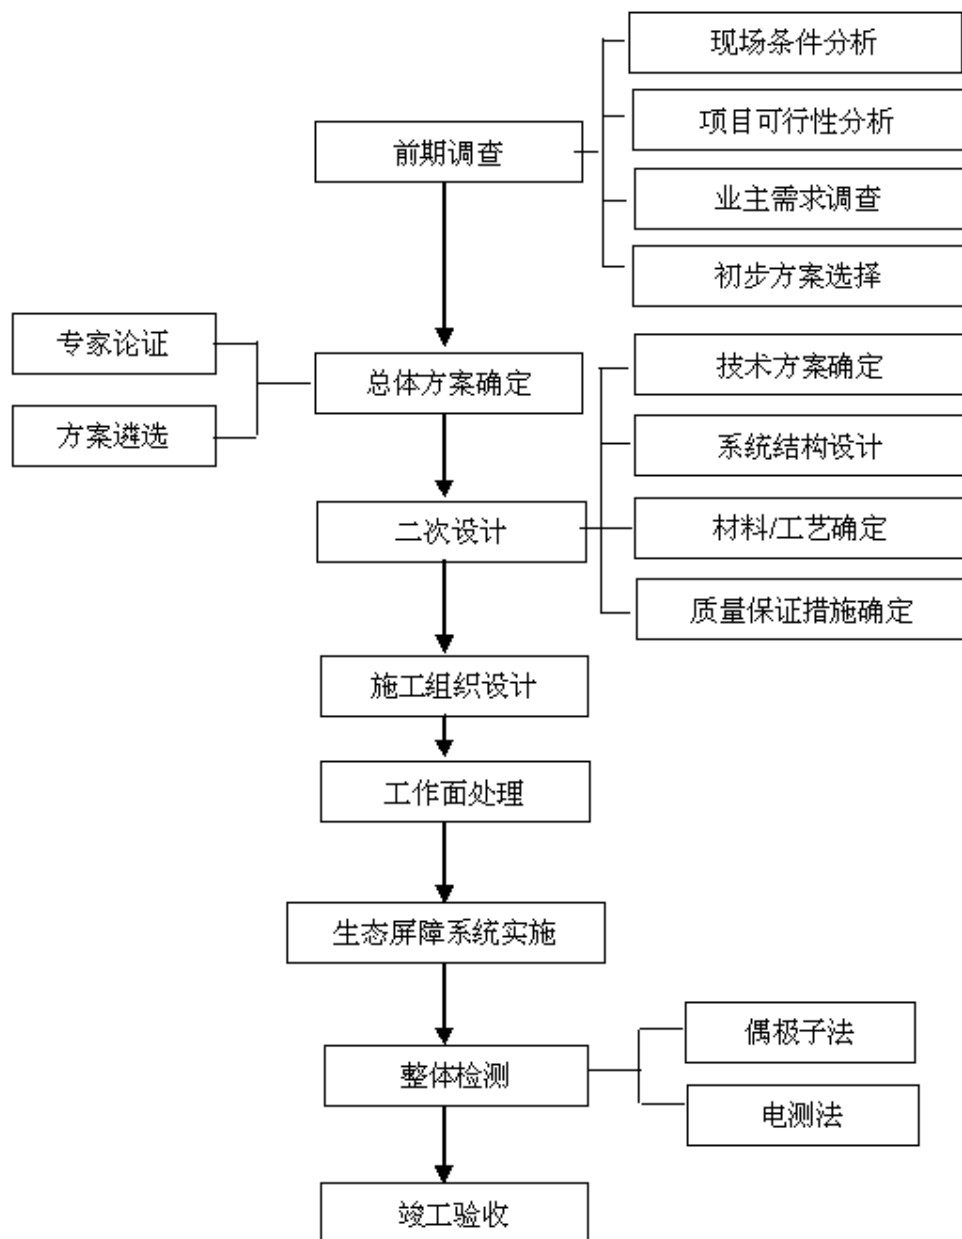 现场条件分析
项目可行性分析
前期调查
业主需求调查
初步方案选择
专家论证
总体方案确定
技术方案确定
方案遴选
系统结构设计
二次设计
材料/工艺确定
质量保证措施确定
施工组织设计
工作面处理
生态屏障系统实施
偶极子法
整体检测
电测法
竣工验收